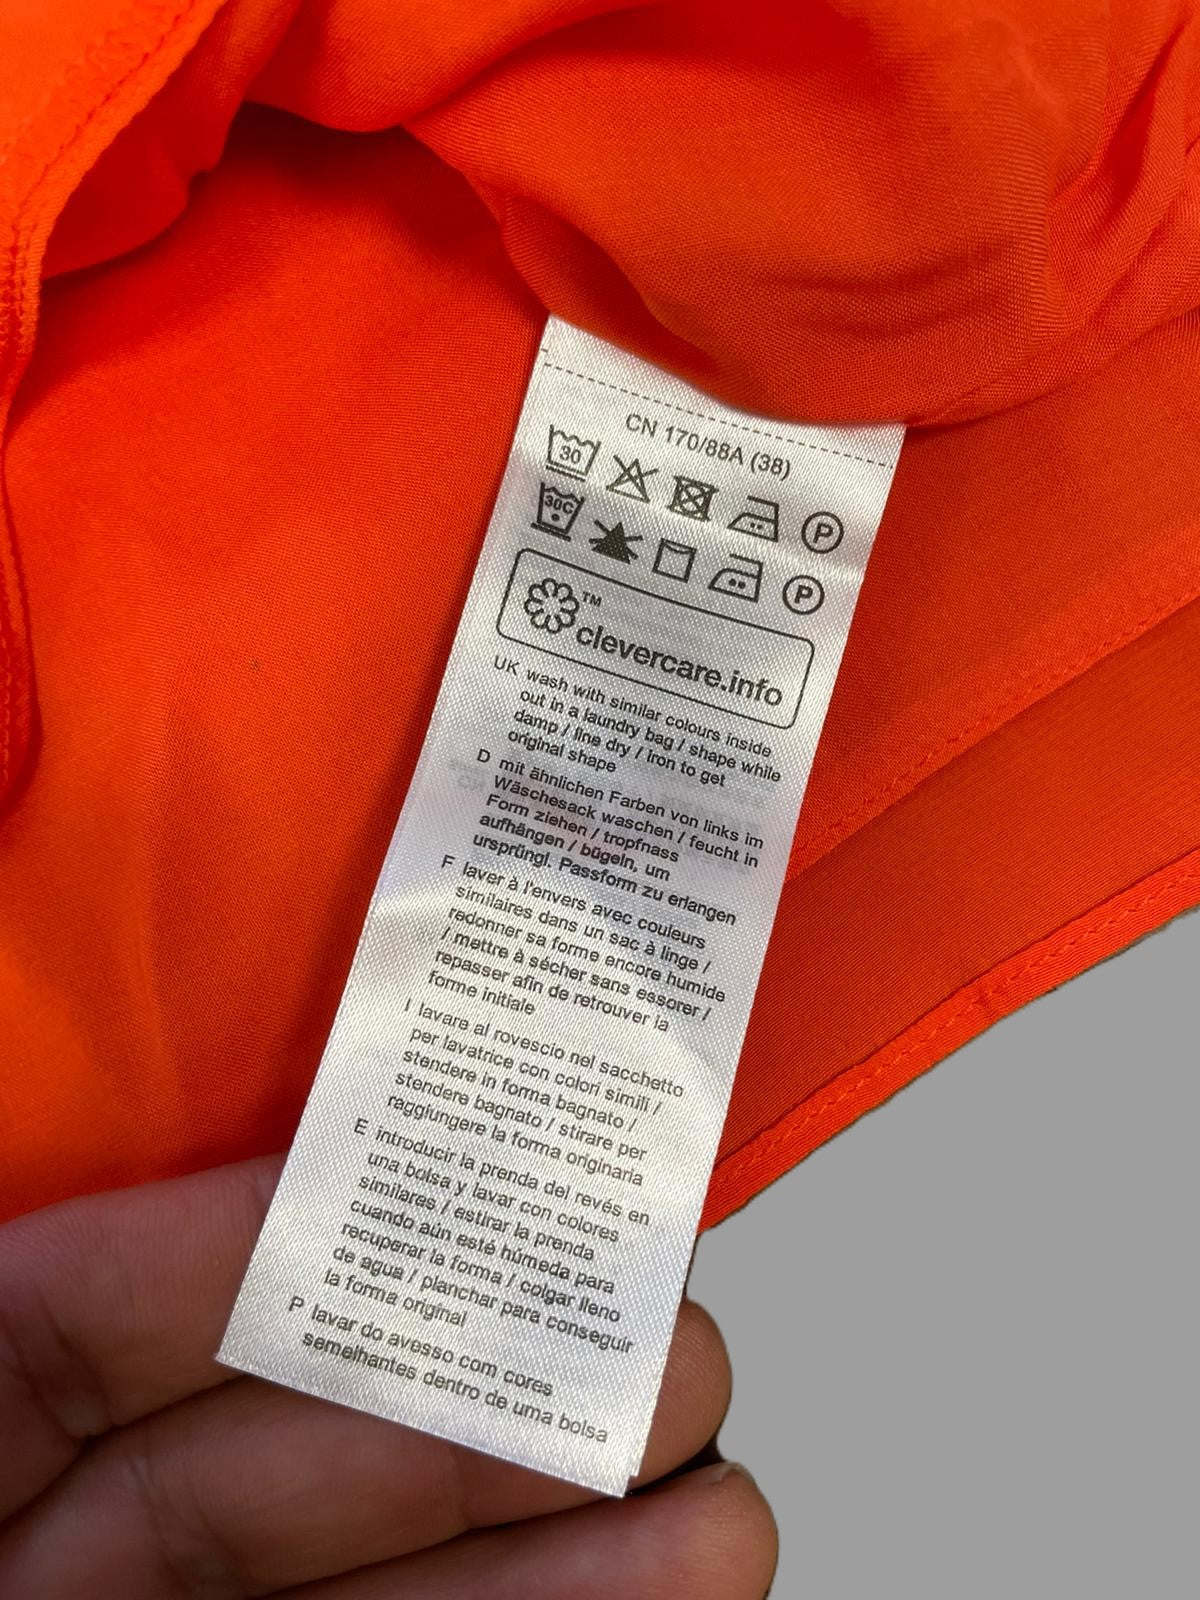 CN 170/88A (38)
30
P
30C
P
™
clevercare.info
UK wash with similar colours inside
out in a laundry bag / shape while
damp / line dry / iron to get
original shape
D mit ähnlichen Farben von links im
Wäschesack waschen / feucht in
Form ziehen / tropfnass
aufhängen / bügeln, um
ursprüngl. Passform zu erlangen
F laver à l'envers avec couleurs
similaires dans un sac à linge /
redonner sa forme encore humide
/ mettre à sécher sans essorer /
repasser afin de retrouver la
forme initiale
I lavare al rovescio nel sacchetto
per lavatrice con colori simili /
stendere in forma bagnato /
stendere bagnato / stirare per
raggiungere la forma originaria
E introducir la prenda del revés en
una bolsa y lavar con colores
similares / estirar la prenda
cuando aún esté húmeda para
recuperar la forma / colgar lleno
de agua / planchar para conseguir
la forma original
P lavar do avesso com cores
semelhantes dentro de uma bolsa